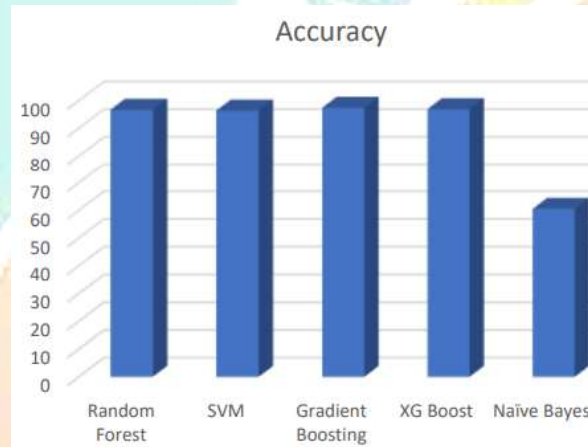 Accuracy
100
90
80
70
60
50
40
30
20
10
0
Random
Forest
SVM
Gradient
Boosting
XG Boost
Naïve Bayes